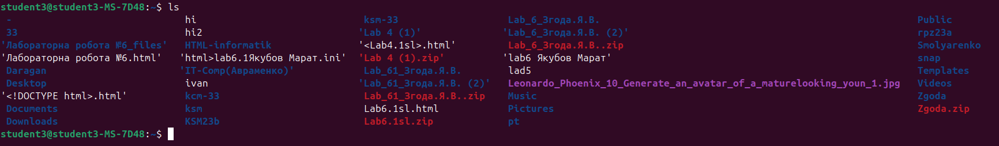 student3@student3-MS-7D48:~$ ls
- hi ksm-33 Lab_6_Згода.Я.В. Public
33 hi2 'Lab 4 (1)' 'Lab_6_Згода.Я.В. (2)' rpz23a
'Лабораторна робота №6_files' HTML-informatik '<Lab4.1sl>.html' Lab_6_Згода.Я.В..zip Smolyarenko
'Лабораторна робота №6.html' 'html>lab6.1Якубов Марат.ini' 'Lab 4 (1).zip' 'lab6 Якубов Марат' snap
Daragan 'IT-Comp(Авраменко)' Lab_61_Згода.Я.В. lad5 Templates
Desktop ivan 'Lab_61_Згода.Я.В. (2)' Leonardo_Phoenix_10_Generate_an_avatar_of_a_maturelooking_youn_1.jpg Videos
'<!DOCTYPE html>.html' kcm-33 Lab_61_Згода.Я.В..zip Music Zgoda
Documents ksm Lab6.1sl.html Pictures Zgoda.zip
Downloads KSM23b Lab6.1sl.zip pt
student3@student3-MS-7D48:~$